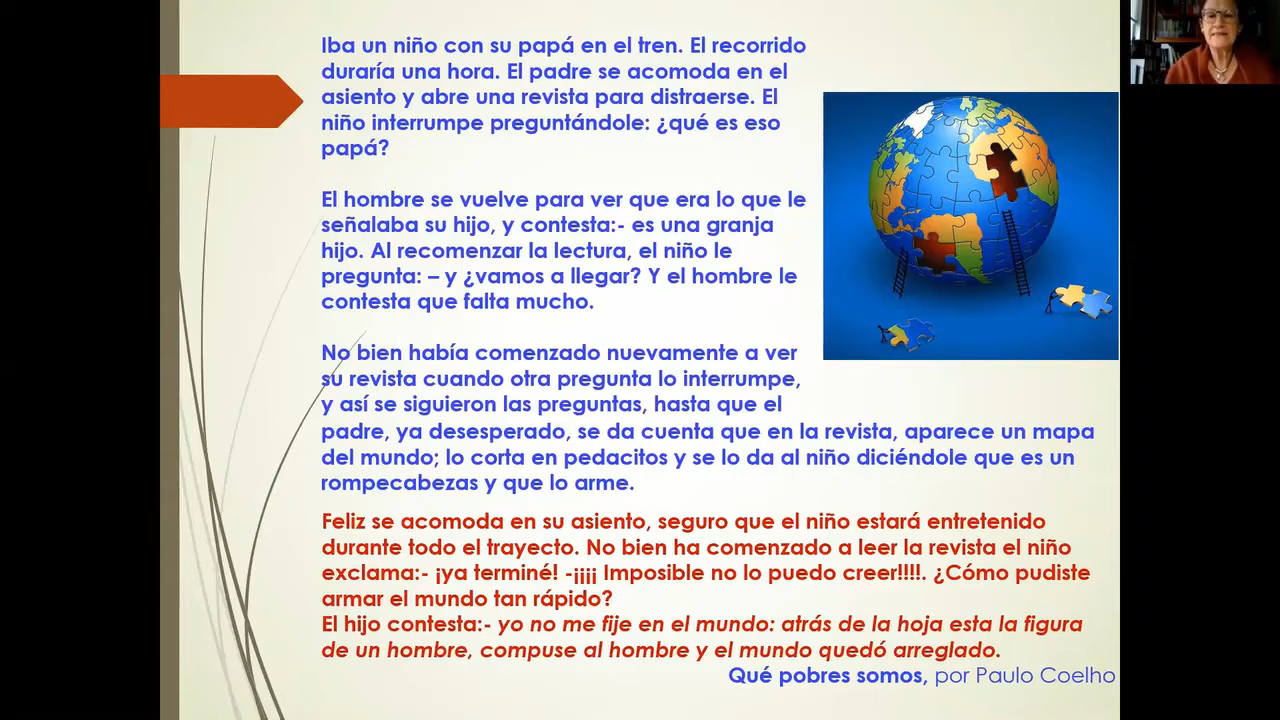 Iba un niño con su papá en el tren. El recorrido
duraría una hora. El padre se acomoda en el
asiento y abre una revista para distraerse. El
niño interrumpe preguntándole: ¿qué es eso
papá?
El hombre se vuelve para ver que era lo que le
señalaba su hijo, y contesta:- es una granja
hijo. Al recomenzar la lectura, el niño le
pregunta: – y ¿vamos a llegar? Y el hombre le
contesta que falta mucho.
No bien había comenzado nuevamente a ver
su revista cuando otra pregunta lo interrumpe,
y así se siguieron las preguntas, hasta que el
padre, ya desesperado, se da cuenta que en la revista, aparece un mapa
del mundo; lo corta en pedacitos y se lo da al niño diciéndole que es un
rompecabezas y que lo arme.
Feliz se acomoda en su asiento, seguro que el niño estará entretenido
durante todo el trayecto. No bien ha comenzado a leer la revista el niño
exclama:- ¡ya terminé! -¡¡¡¡ Imposible no lo puedo creer!!!!. ¿Cómo pudiste
armar el mundo tan rápido?
El hijo contesta:- yo no me fije en el mundo: atrás de la hoja esta la figura
de un hombre, compuse al hombre y el mundo quedó arreglado.
Qué pobres somos, por Paulo Coelho